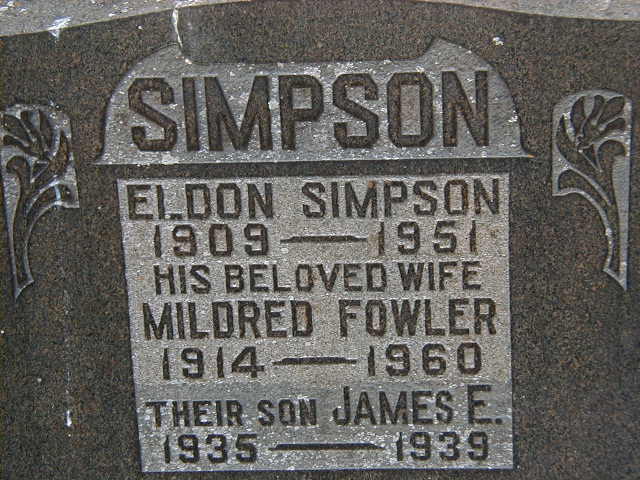 SIMPSON
ELDON SIMPSON
1909 — 1951
HIS BELOVED WIFE
MILDRED FOWLER
1914 — 1960
THEIR SON JAMES E.
1935 — 1939